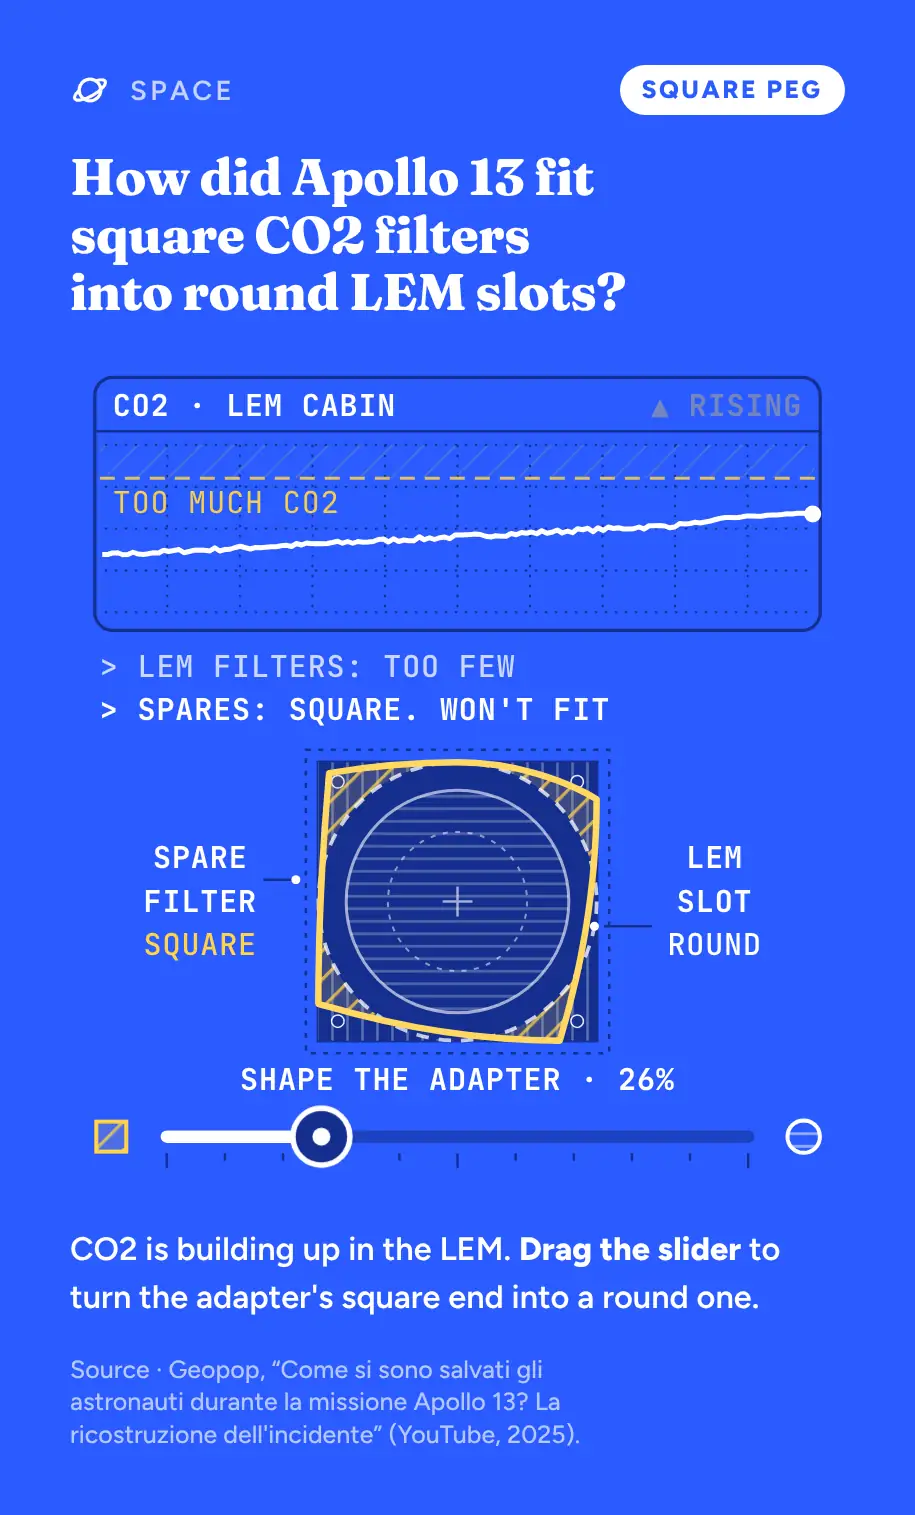 SPACE
SQUARE PEG
How did Apollo 13 fit
square CO2 filters
into round LEM slots?
CO2 · LEM CABIN
▲ RISING
TOO MUCH CO2
> LEM FILTERS: TOO FEW
> SPARES: SQUARE. WON'T FIT
SPARE
FILTER
SQUARE
LEM
SLOT
ROUND
SHAPE THE ADAPTER · 26%
CO2 is building up in the LEM. Drag the slider to
turn the adapter's square end into a round one.
Source · Geopop, “Come si sono salvati gli
astronauti durante la missione Apollo 13? La
ricostruzione dell'incidente” (YouTube, 2025).